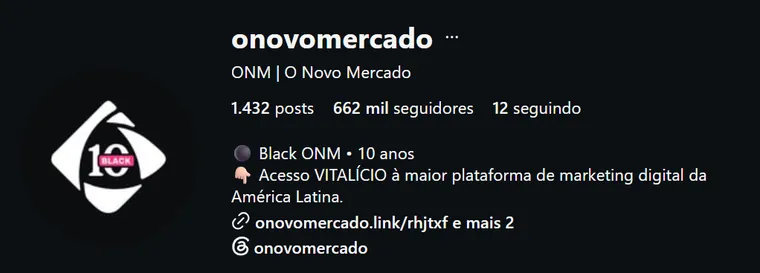 onovomercado ...
ONM | O Novo Mercado
1.432 posts 662 mil seguidores 12 seguindo
10
BLACK
🌑 Black ONM • 10 anos
👇🏻 Acesso VITALÍCIO à maior plataforma de marketing digital da
América Latina.
onovomercado.link/rhjtxf e mais 2
onovomercado